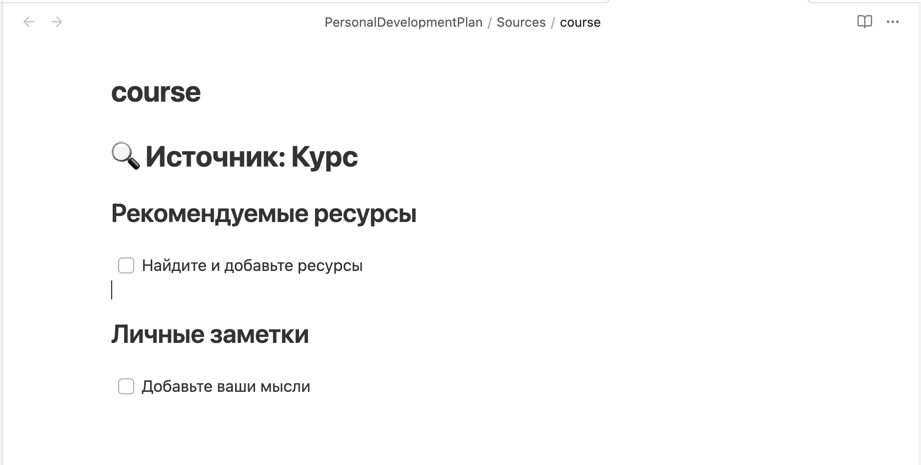 PersonalDevelopmentPlan / Sources / course
course
🔍 Источник: Курс
Рекомендуемые ресурсы
Найдите и добавьте ресурсы
Личные заметки
Добавьте ваши мысли